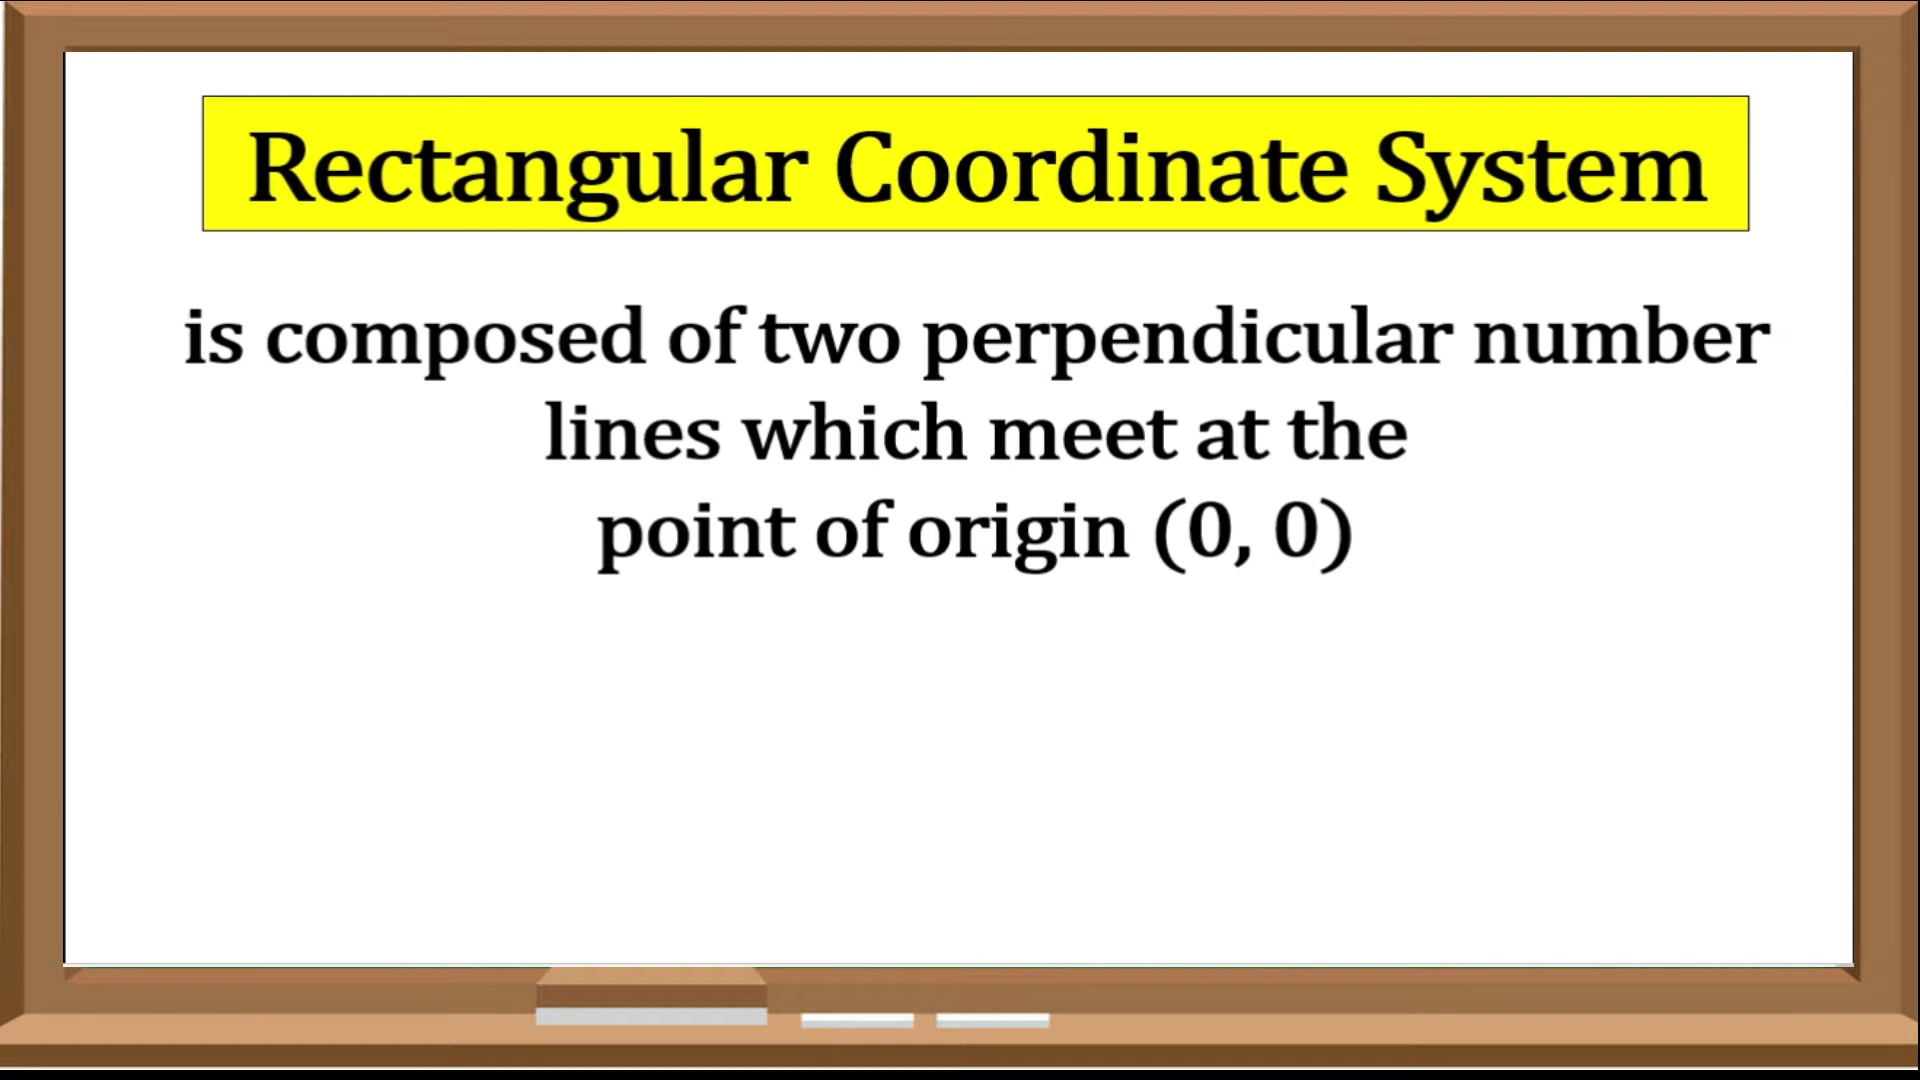 Rectangular Coordinate System
is composed of two perpendicular number
lines which meet at the
point of origin (0, 0)